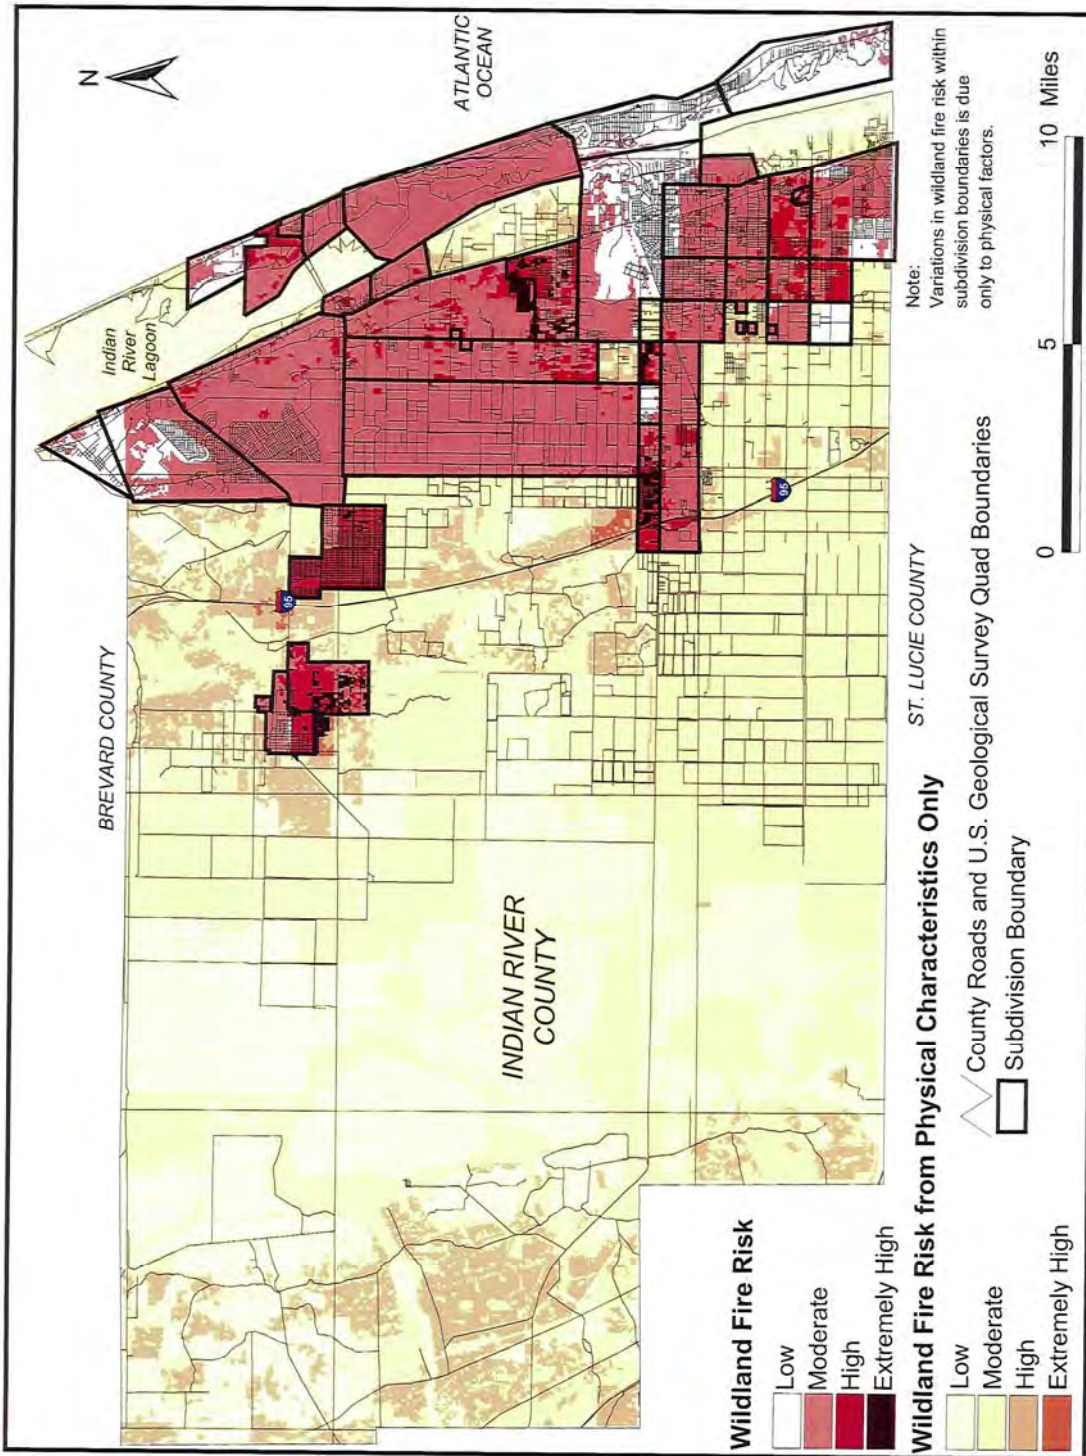 N
BREVARD COUNTY
ATLANTIC
OCEAN
Indian
River
Lagoon
95
INDIAN RIVER
COUNTY
95
ST. LUCIE COUNTY
Note:
Variations in wildland fire risk within
subdivision boundaries is due
only to physical factors.
Wildland Fire Risk
Low
Moderate
High
Extremely High
Wildland Fire Risk from Physical Characteristics Only
Low
Moderate
High
Extremely High
County Roads and U.S. Geological Survey Quad Boundaries
Subdivision Boundary
0 5 10 Miles